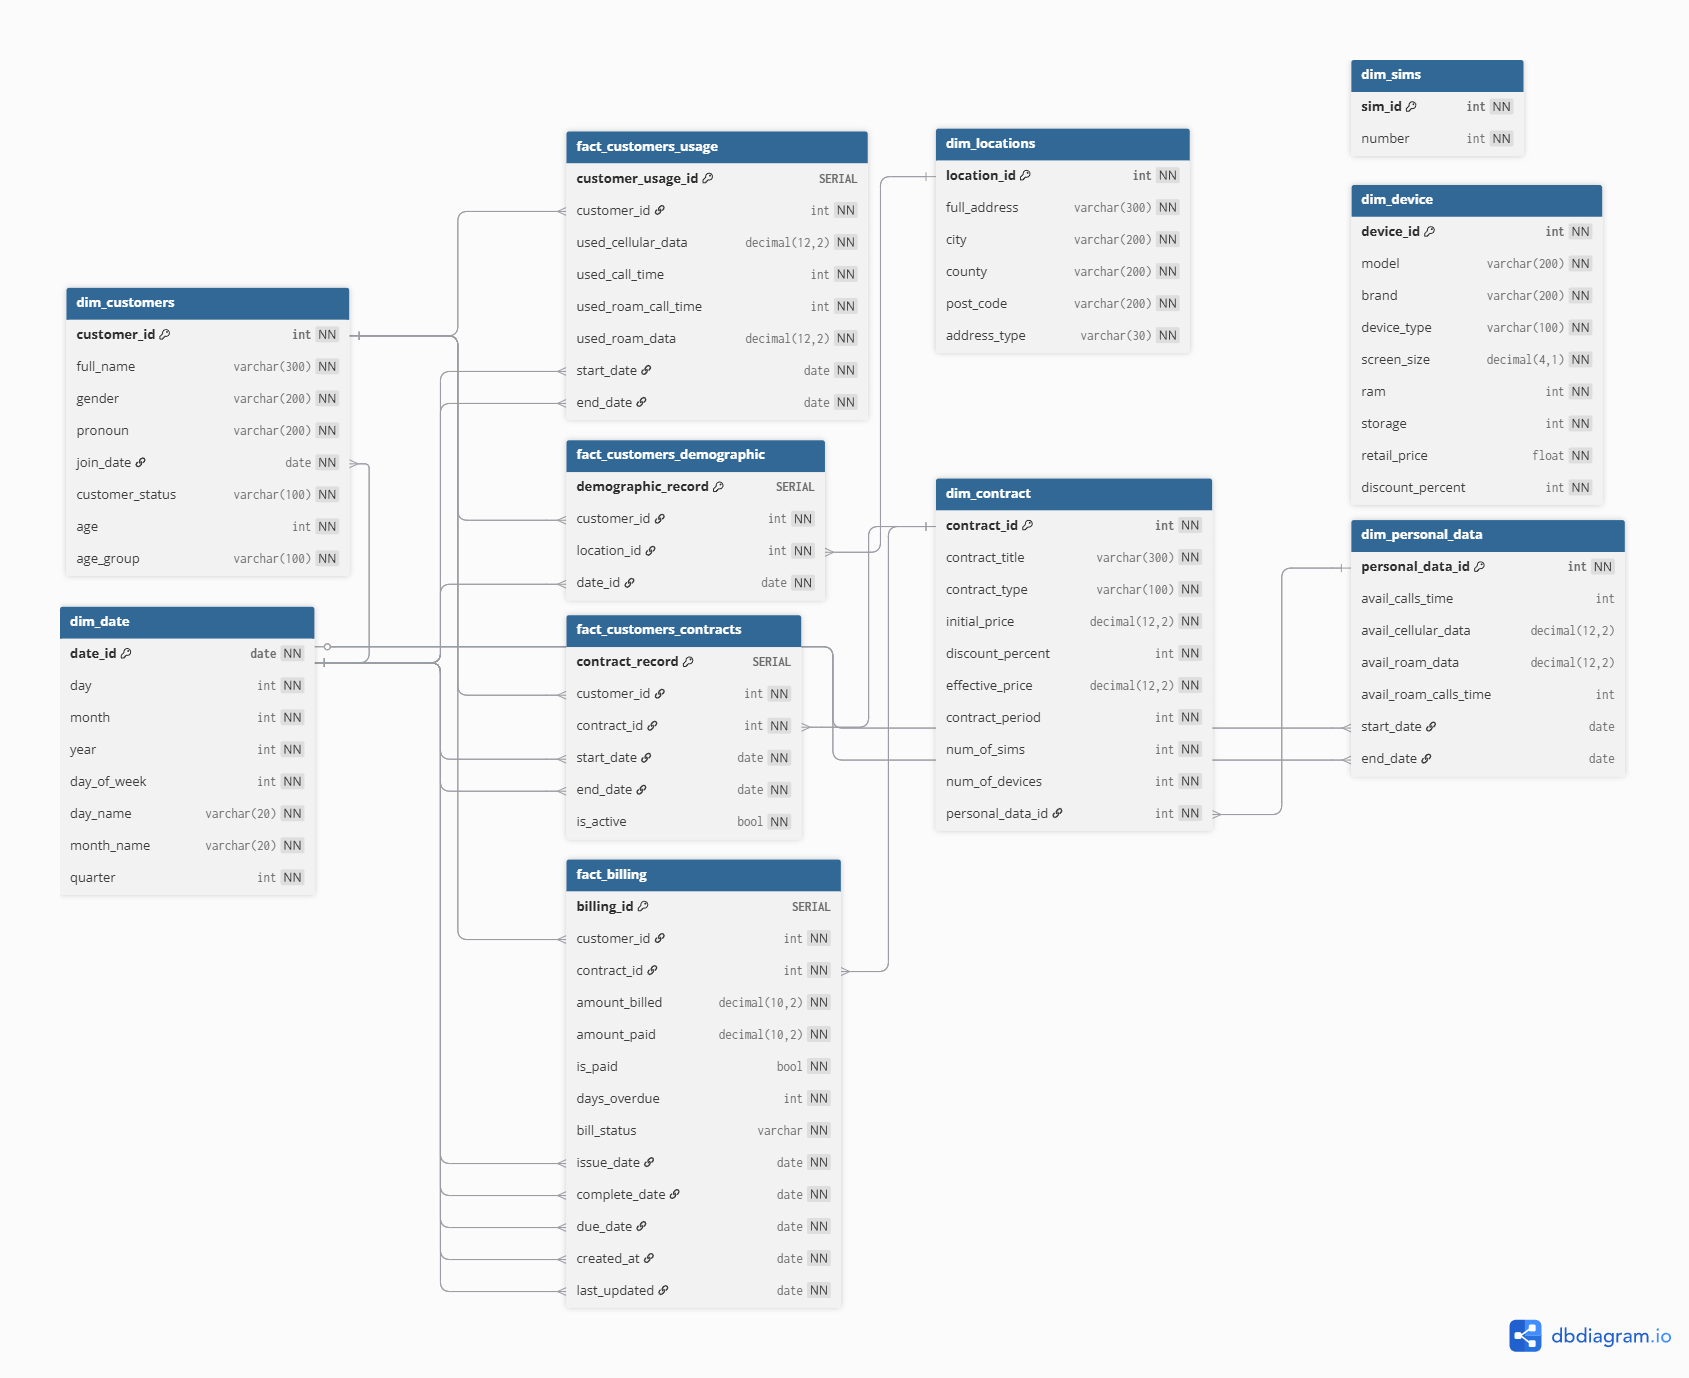 dim_sims
sim_id int NN
number int NN
fact_customers_usage
customer_usage_id SERIAL
customer_id int NN
used_cellular_data decimal(12,2) NN
used_call_time int NN
used_roam_call_time int NN
used_roam_data decimal(12,2) NN
start_date date NN
end_date date NN
dim_locations
location_id int NN
full_address varchar(300) NN
city varchar(200) NN
county varchar(200) NN
post_code varchar(200) NN
address_type varchar(30) NN
dim_device
device_id int NN
model varchar(200) NN
brand varchar(200) NN
device_type varchar(100) NN
screen_size decimal(4,1) NN
ram int NN
storage int NN
retail_price float NN
discount_percent int NN
dim_customers
customer_id int NN
full_name varchar(300) NN
gender varchar(200) NN
pronoun varchar(200) NN
join_date date NN
customer_status varchar(100) NN
age int NN
age_group varchar(100) NN
fact_customers_demographic
demographic_record SERIAL
customer_id int NN
location_id int NN
date_id date NN
dim_contract
contract_id int NN
contract_title varchar(300) NN
contract_type varchar(100) NN
initial_price decimal(12,2) NN
discount_percent int NN
effective_price decimal(12,2) NN
contract_period int NN
num_of_sims int NN
num_of_devices int NN
personal_data_id int NN
dim_personal_data
personal_data_id int NN
avail_calls_time int
avail_cellular_data decimal(12,2)
avail_roam_data decimal(12,2)
avail_roam_calls_time int
start_date date
end_date date
dim_date
date_id date NN
day int NN
month int NN
year int NN
day_of_week int NN
day_name varchar(20) NN
month_name varchar(20) NN
quarter int NN
fact_customers_contracts
contract_record SERIAL
customer_id int NN
contract_id int NN
start_date date NN
end_date date NN
is_active bool NN
fact_billing
billing_id SERIAL
customer_id int NN
contract_id int NN
amount_billed decimal(10,2) NN
amount_paid decimal(10,2) NN
is_paid bool NN
days_overdue int NN
bill_status varchar NN
issue_date date NN
complete_date date NN
due_date date NN
created_at date NN
last_updated date NN
dbdiagram.io